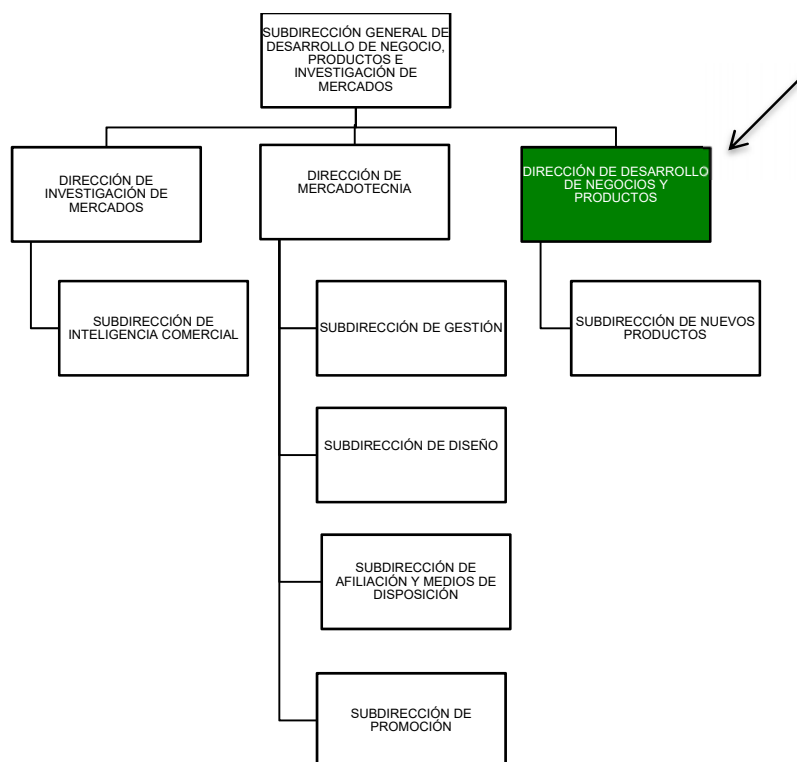 SUBDIRECCIÓN GENERAL DE
DESARROLLO DE NEGOCIO,
PRODUCTOS E
INVESTIGACIÓN DE
MERCADOS
DIRECCIÓN DE
INVESTIGACIÓN DE
MERCADOS
DIRECCIÓN DE
MERCADOTECNIA
DIRECCIÓN DE DESARROLLO
DE NEGOCIOS Y
PRODUCTOS
SUBDIRECCIÓN DE
INTELIGENCIA COMERCIAL
SUBDIRECCIÓN DE GESTIÓN
SUBDIRECCIÓN DE NUEVOS
PRODUCTOS
SUBDIRECCIÓN DE DISEÑO
SUBDIRECCIÓN DE
AFILIACIÓN Y MEDIOS DE
DISPOSICIÓN
SUBDIRECCIÓN DE
PROMOCIÓN